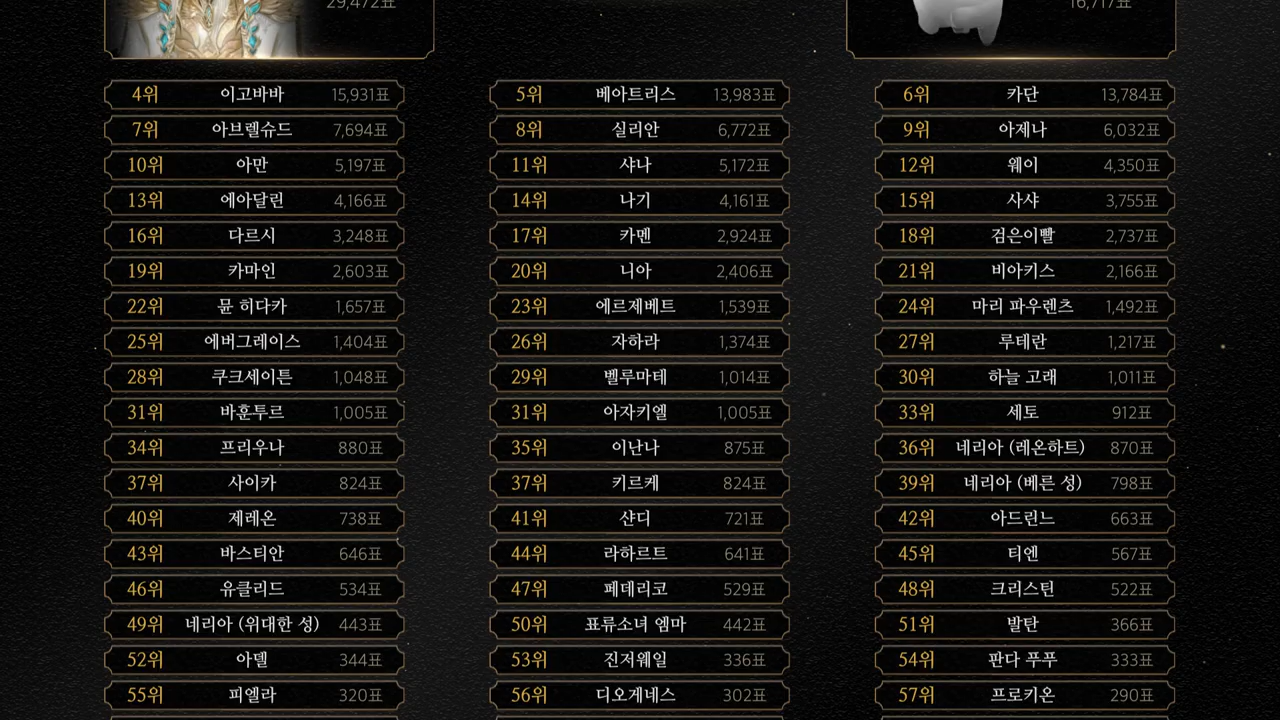 29,472표
16,717표
4위 이고바바 15,931표
5위 베아트리스 13,983표
6위 카단 13,784표
7위 아브렐슈드 7,694표
8위 실리안 6,772표
9위 아제나 6,032표
10위 아만 5,197표
11위 샤나 5,172표
12위 웨이 4,350표
13위 에아달린 4,166표
14위 나기 4,161표
15위 사샤 3,755표
16위 다르시 3,248표
17위 카멘 2,924표
18위 검은이빨 2,737표
19위 카마인 2,603표
20위 니아 2,406표
21위 비아키스 2,166표
22위 뮨 히다카 1,657표
23위 에르제베트 1,539표
24위 마리 파우렌츠 1,492표
25위 에버그레이스 1,404표
26위 자하라 1,374표
27위 루테란 1,217표
28위 쿠크세이튼 1,048표
29위 벨루마테 1,014표
30위 하늘 고래 1,011표
31위 바훈투르 1,005표
31위 아자키엘 1,005표
33위 세토 912표
34위 프리우나 880표
35위 이난나 875표
36위 네리아 (레온하트) 870표
37위 사이카 824표
37위 키르케 824표
39위 네리아 (베른 성) 798표
40위 제레온 738표
41위 샨디 721표
42위 아드린느 663표
43위 바스티안 646표
44위 라하르트 641표
45위 티엔 567표
46위 유클리드 534표
47위 페데리코 529표
48위 크리스틴 522표
49위 네리아 (위대한 성) 443표
50위 표류소녀 엠마 442표
51위 발탄 366표
52위 아델 344표
53위 진저웨일 336표
54위 판다 푸푸 333표
55위 피엘라 320표
56위 디오게네스 302표
57위 프로키온 290표